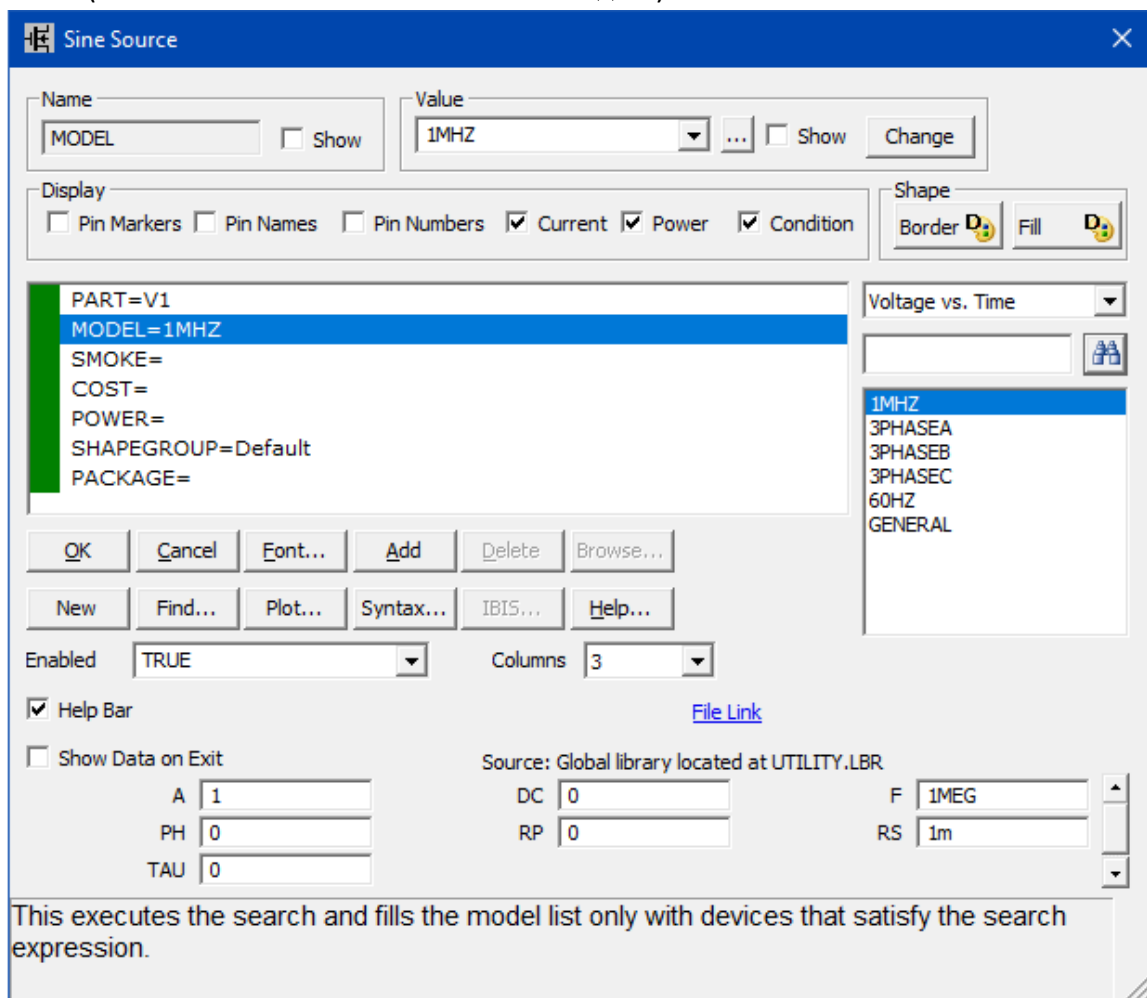 Sine Source
Name
Value
MODEL
Show
1MHZ
...
Show
Change
Display
Shape
Pin Markers
Pin Names
Pin Numbers
Current
Power
Condition
Border
Fill
PART=V1
MODEL=1MHZ
SMOKE=
COST=
POWER=
SHAPEGROUP=Default
PACKAGE=
Voltage vs. Time
1MHZ
3PHASEA
3PHASEB
3PHASEC
60HZ
GENERAL
OK
Cancel
Font...
Add
Delete
Browse...
New
Find...
Plot...
Syntax...
IBIS...
Help...
Enabled
TRUE
Columns
3
Help Bar
File Link
Show Data on Exit
Source: Global library located at UTILITY.LBR
A 1
DC 0
F 1MEG
PH 0
RP 0
RS 1m
TAU 0
This executes the search and fills the model list only with devices that satisfy the search
expression.